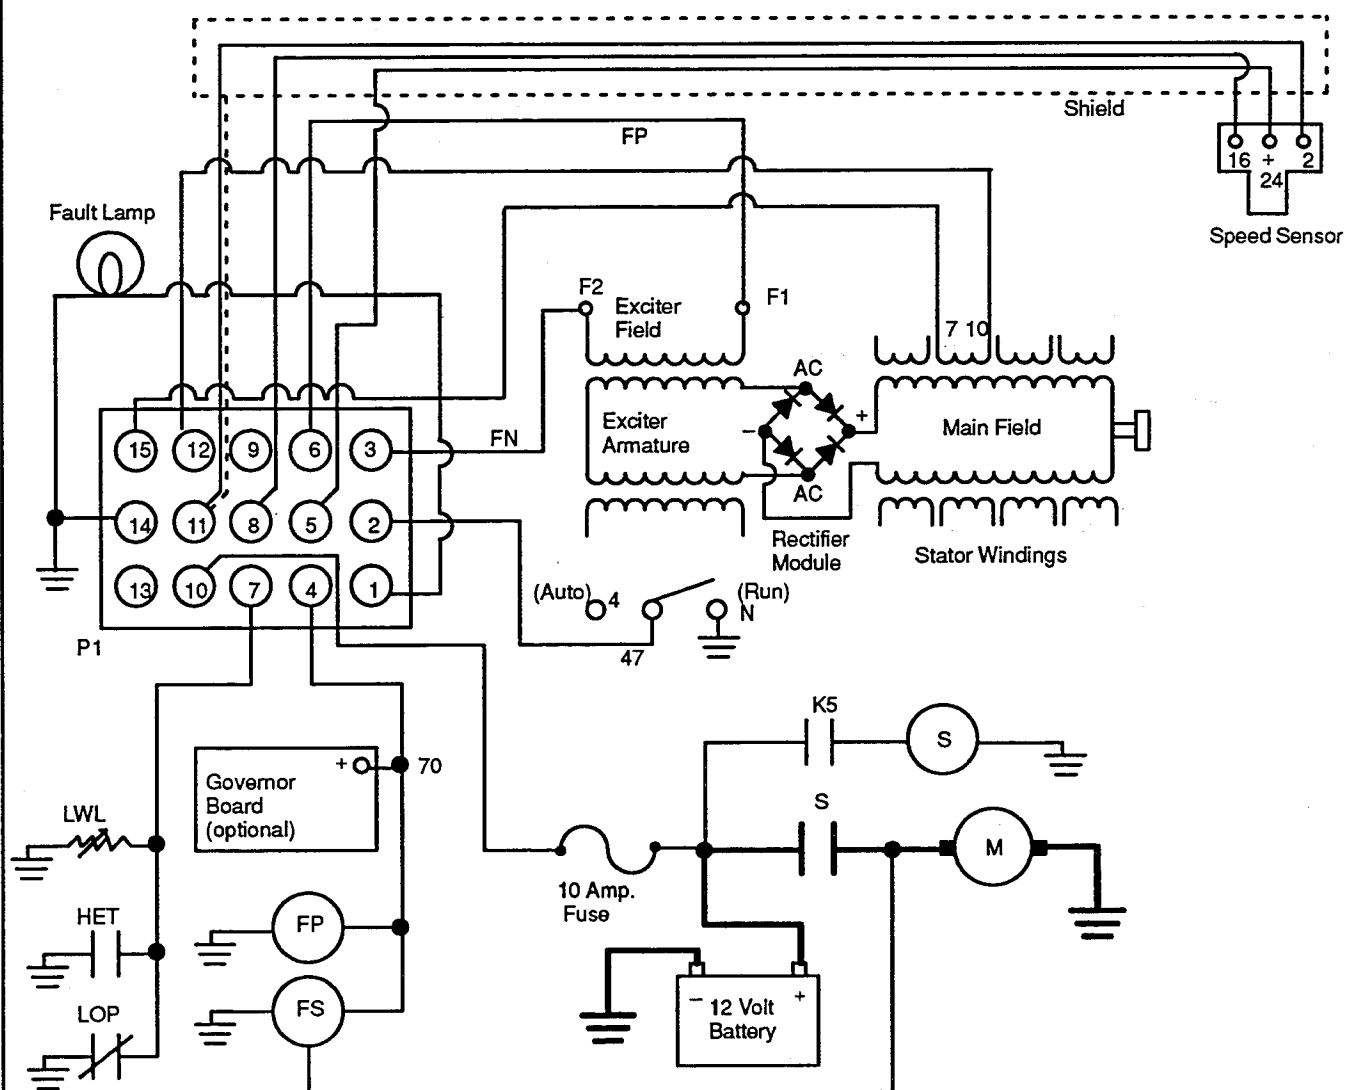 Shield
FP
16 + 2
24
Speed Sensor
Fault Lamp
F2
Exciter
Field
F1
7 10
AC
Exciter
Armature
–
+
Main Field
AC
Rectifier
Module
Stator Windings
FN
15 12 9 6 3
14 11 8 5 2
13 10 7 4 1
P1
(Auto) 4
(Run)
N
47
K5
S
+
70
Governor
Board
(optional)
S
M
LWL
10 Amp.
Fuse
HET
FP
LOP
FS
– +
12 Volt
Battery